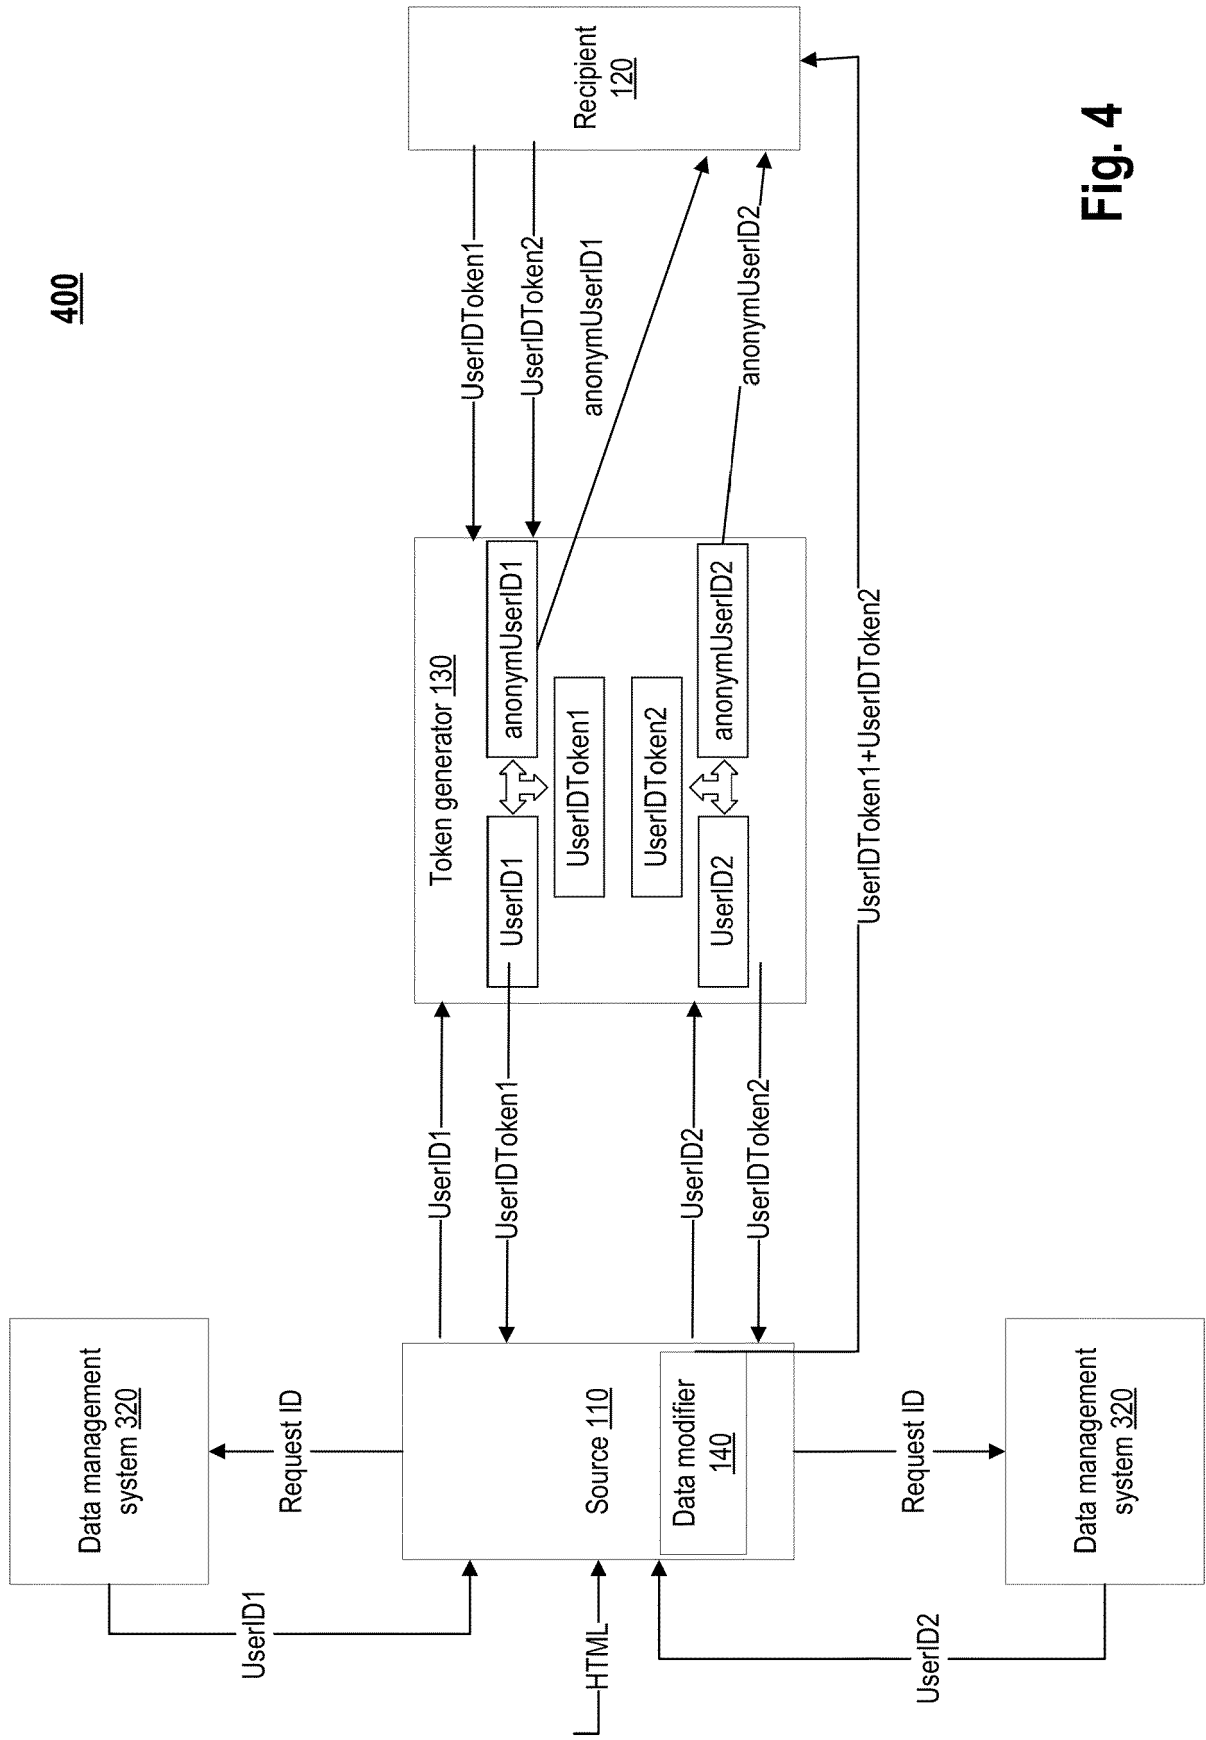 400
Data management
system 320
Request ID
UserID1
HTML
Source 110
Data modifier
140
Request ID
UserID2
Data management
system 320
UserID1
UserIDToken1
UserID2
UserIDToken2
Token generator 130
UserID1
anonymUserID1
UserIDToken1
UserIDToken2
UserID2
anonymUserID2
UserIDToken1
UserIDToken2
anonymUserID1
anonymUserID2
UserIDToken1+UserIDToken2
Recipient
120
Fig. 4